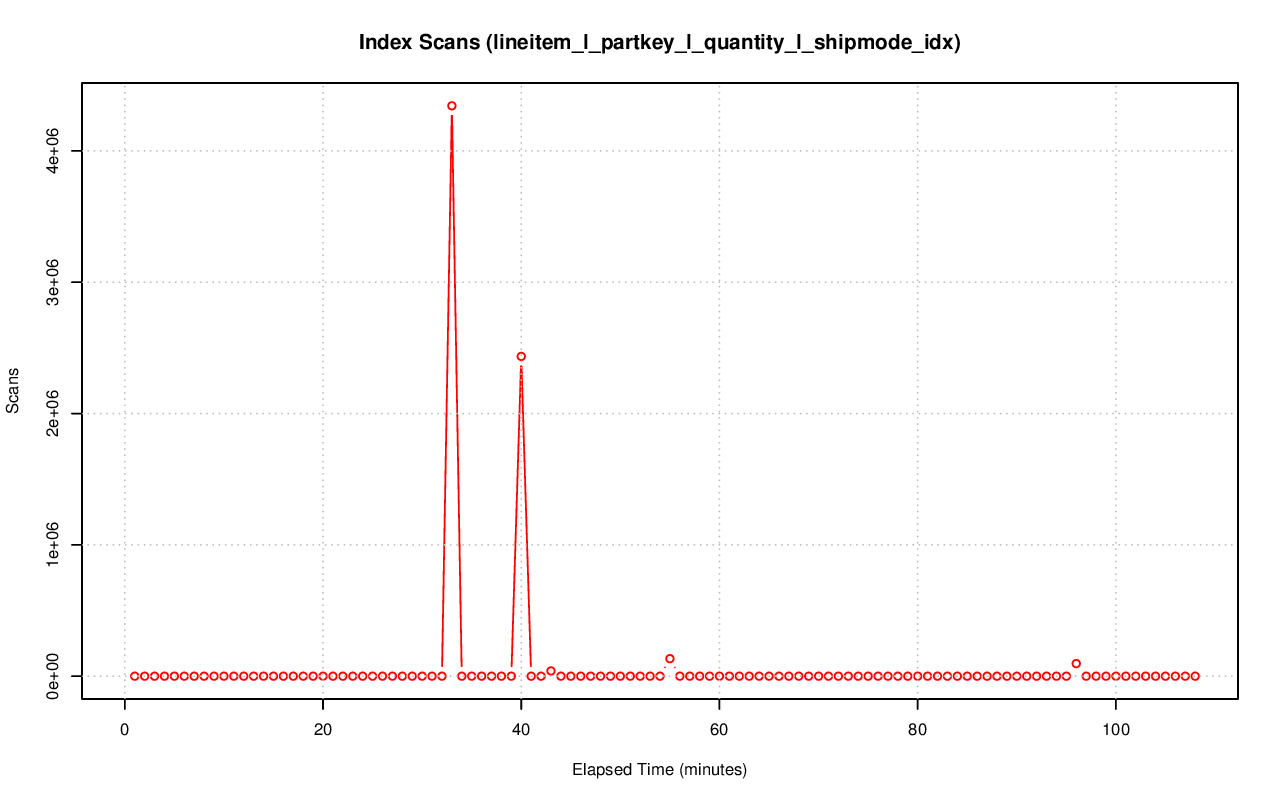 Index Scans (lineitem_l_partkey_l_quantity_l_shipmode_idx)
4e+06
3e+06
2e+06
1e+06
0e+00
Scans
0 20 40 60 80 100
Elapsed Time (minutes)